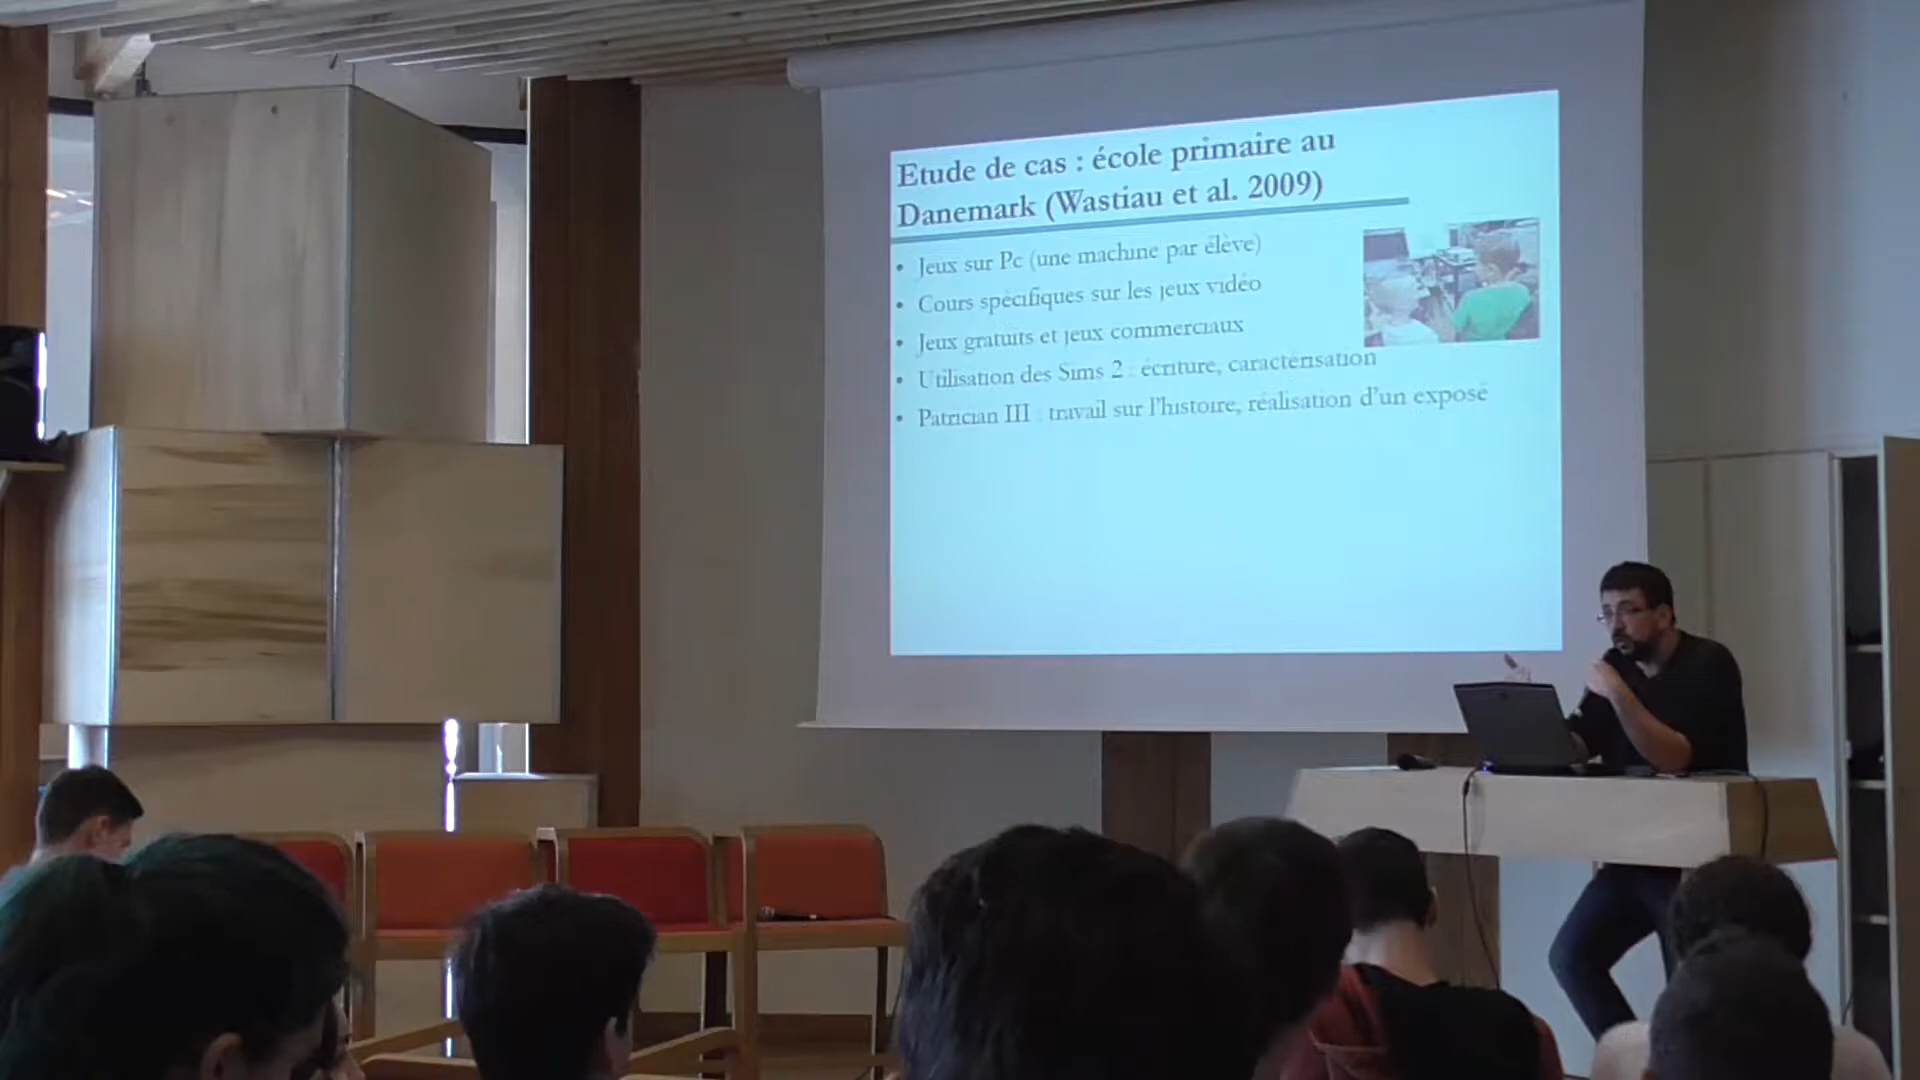 Etude de cas : école primaire au
Danemark (Wastiau et al. 2009)
• Jeux sur Pc (une machine par élève)
• Cours spécifiques sur les jeux vidéo
• Jeux gratuits et jeux commerciaux
• Utilisation des Sims 2 : écriture, caractérisation
• Patrician III : travail sur l'histoire, réalisation d'un exposé